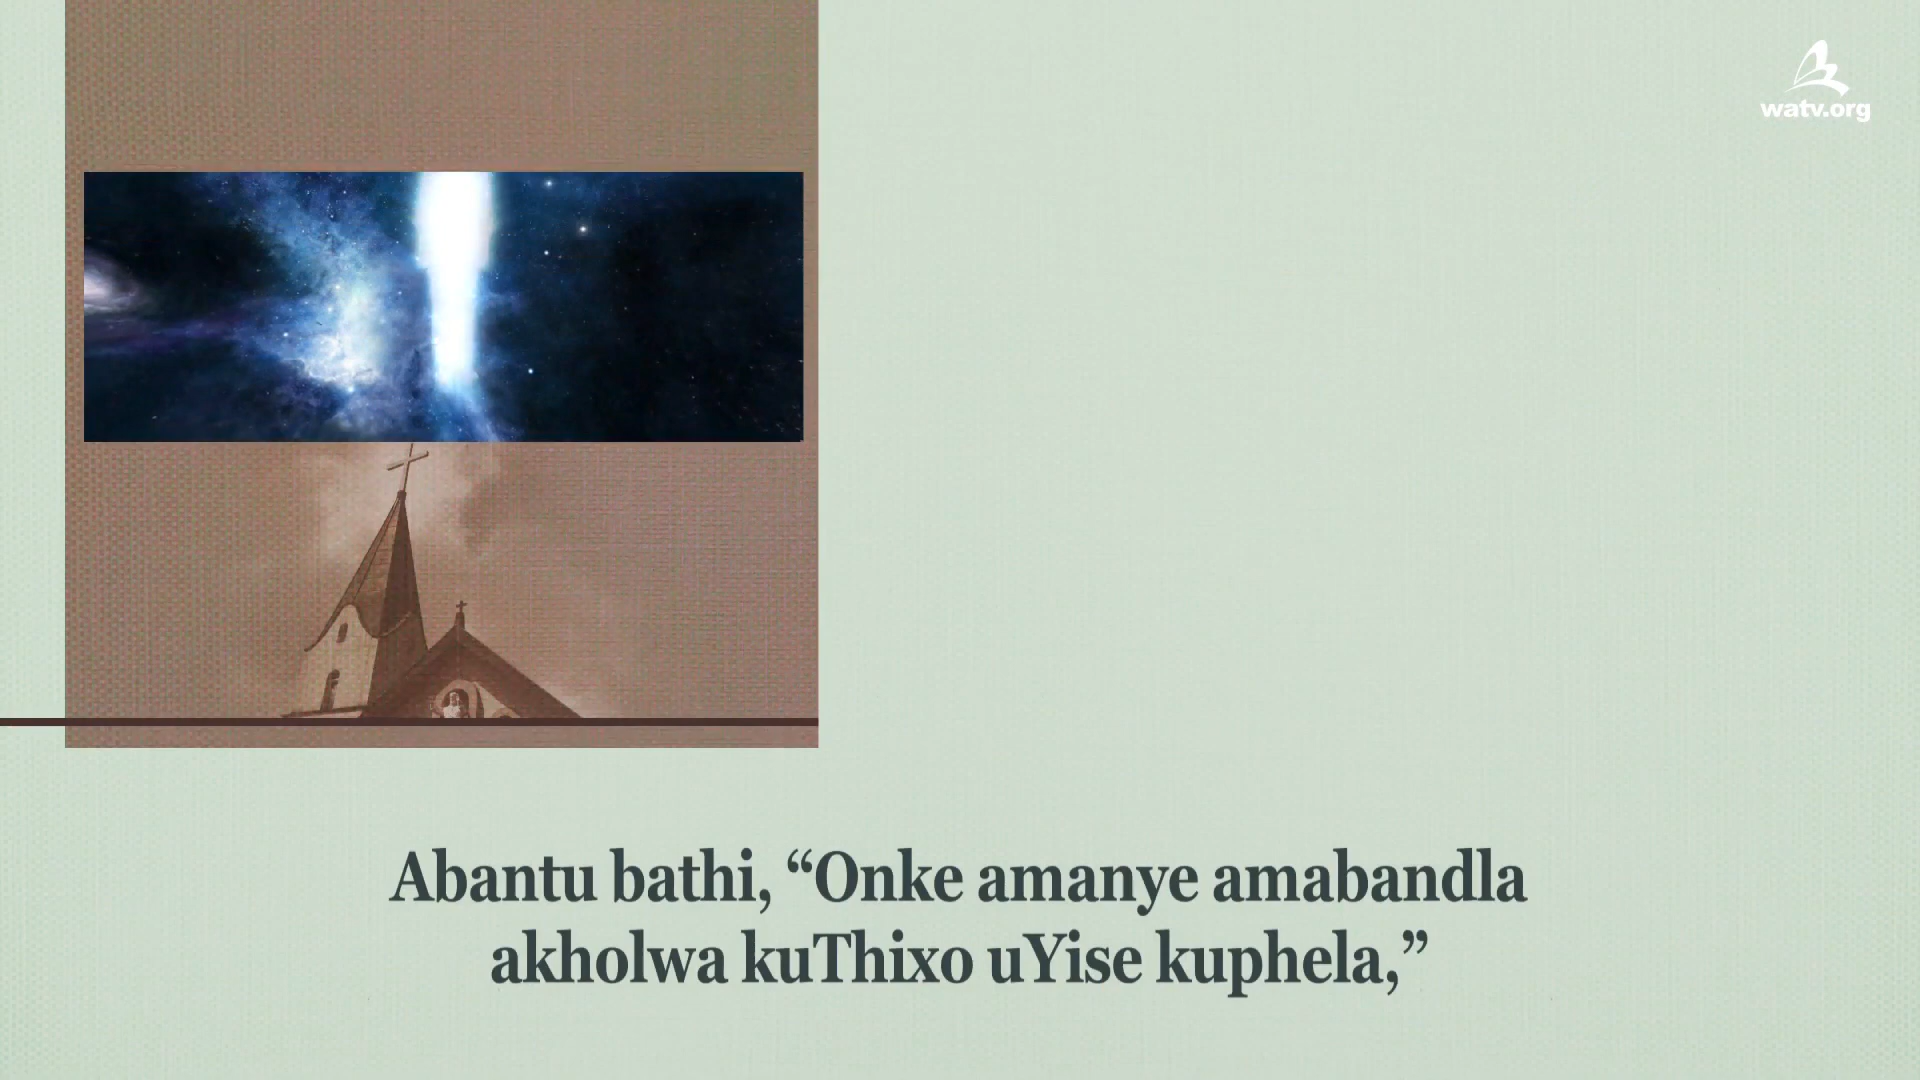 watv.org
Abantu bathi, “Onke amanye amabandla
akholwa kuThixo uYise kuphela,”